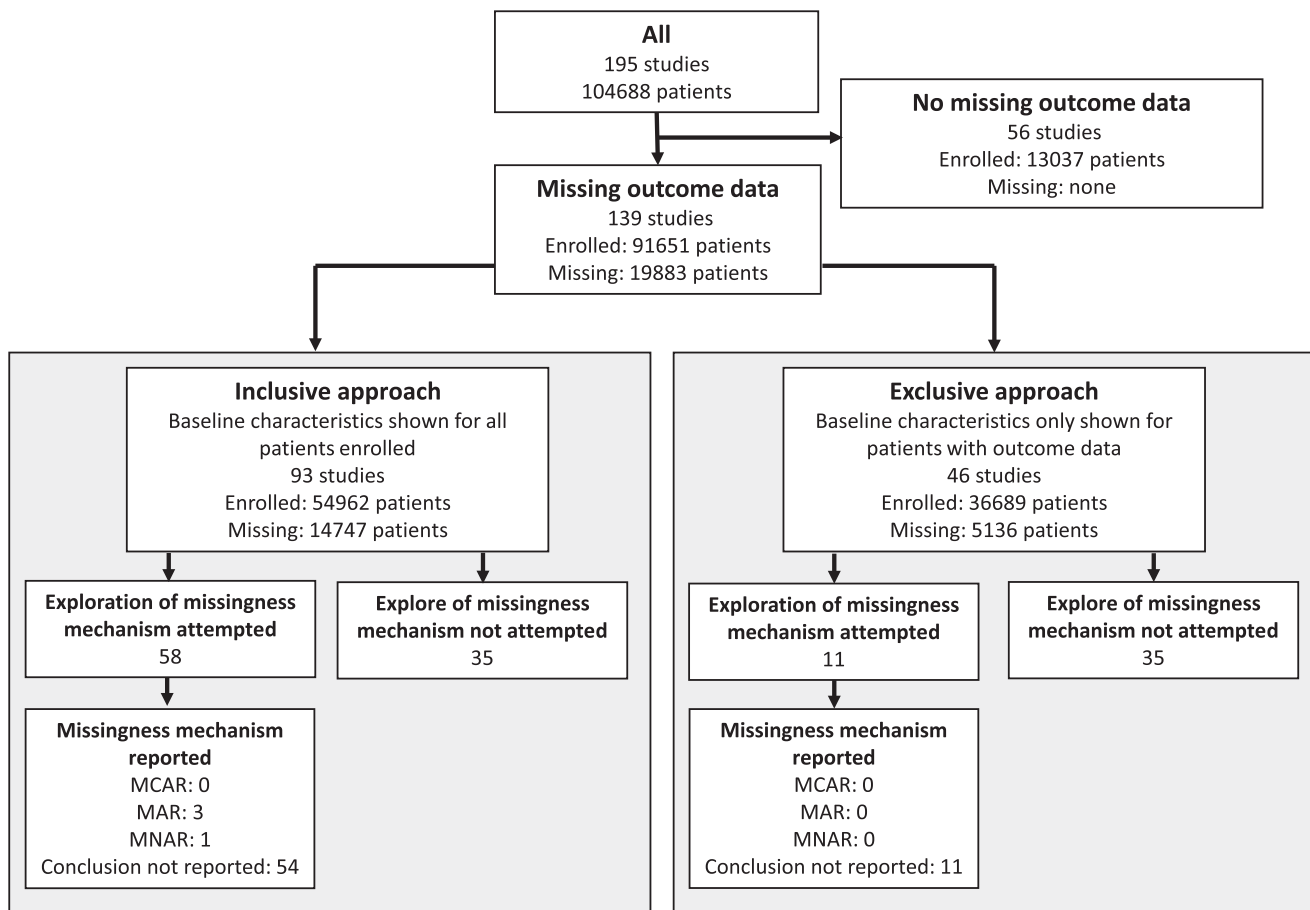 All
195 studies
104688 patients
No missing outcome data
56 studies
Enrolled: 13037 patients
Missing: none
Missing outcome data
139 studies
Enrolled: 91651 patients
Missing: 19883 patients
Inclusive approach
Baseline characteristics shown for all
patients enrolled
93 studies
Enrolled: 54962 patients
Missing: 14747 patients
Exploration of missingness
mechanism attempted
58
Explore of missingness
mechanism not attempted
35
Missingness mechanism
reported
MCAR: 0
MAR: 3
MNAR: 1
Conclusion not reported: 54
Exclusive approach
Baseline characteristics only shown for
patients with outcome data
46 studies
Enrolled: 36689 patients
Missing: 5136 patients
Exploration of missingness
mechanism attempted
11
Explore of missingness
mechanism not attempted
35
Missingness mechanism
reported
MCAR: 0
MAR: 0
MNAR: 0
Conclusion not reported: 11